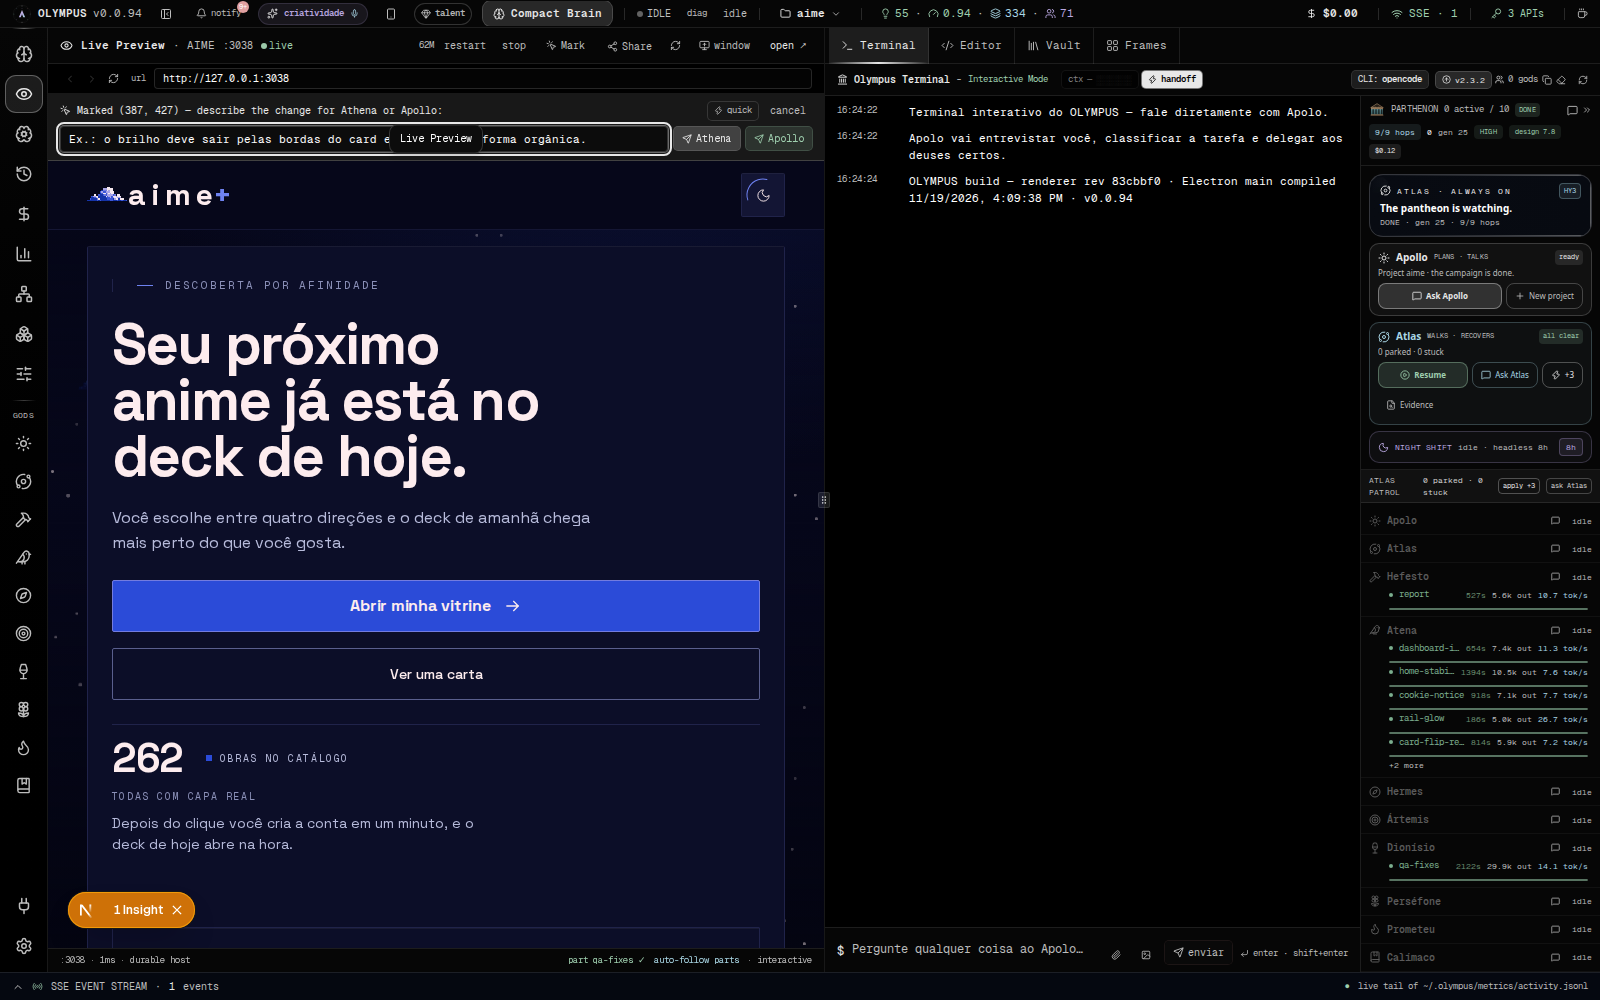 OLYMPUS v0.0.94
notif
9+
criatividade
talent
Compact Brain
IDLE
diag
idle
aime
55 · 0.94 · 334 · 71
$0.00
SSE · 1
3 APIs
Live Preview · AIME :3038 live
62M restart stop
Mark
Share
window
open ↗
url http://127.0.0.1:3038
Marked (387, 427) — describe the change for Athena or Apollo:
quick
cancel
Ex.: o brilho deve sair pelas bordas do card e
Live Preview
forma orgânica.
Athena
Apollo
aime+
DESCOBERTA POR AFINIDADE
Seu próximo
anime já está no
deck de hoje.
Você escolhe entre quatro direções e o deck de amanhã chega
mais perto do que você gosta.
Abrir minha vitrine →
Ver uma carta
262 OBRAS NO CATÁLOGO
TODAS COM CAPA REAL
Depois do clique você cria a conta em um minuto, e o
deck de hoje abre na hora.
1 Insight
:3038 · 1ms · durable host
part qa-fixes ✓ auto-follow parts · interactive
GODS
Terminal
Editor
Vault
Frames
Olympus Terminal – Interactive Mode
ctx —
handoff
CLI: opencode
v2.3.2
0 gods
16:24:22 Terminal interativo do OLYMPUS — fale diretamente com Apolo.
16:24:22 Apolo vai entrevistar você, classificar a tarefa e delegar aos
deuses certos.
16:24:24 OLYMPUS build — renderer rev 83cbbf0 · Electron main compiled
11/19/2026, 4:09:38 PM · v0.0.94
$ Pergunte qualquer coisa ao Apolo…
enviar
enter · shift+enter
PARTHENON 0 active / 10 DONE
9/9 hops 0 gen 25 HIGH design 7.8
$0.12
ATLAS · ALWAYS ON HY3
The pantheon is watching.
DONE · gen 25 · 9/9 hops
Apollo PLANS · TALKS ready
Project aime · the campaign is done.
Ask Apollo
New project
Atlas WALKS · RECOVERS all clear
0 parked · 0 stuck
Resume
Ask Atlas
+3
Evidence
NIGHT SHIFT idle · headless 8h 8h
ATLAS PATROL 0 parked · 0 stuck apply +3 ask Atlas
Apolo idle
Atlas idle
Hefesto idle
report 527s 5.6k out 10.7 tok/s
Atena idle
dashboard-i… 654s 7.4k out 11.3 tok/s
home-stabi… 1394s 10.5k out 7.6 tok/s
cookie-notice 918s 7.1k out 7.7 tok/s
rail-glow 186s 5.0k out 26.7 tok/s
card-flip-re… 814s 5.9k out 7.2 tok/s
+2 more
Hermes idle
Ártemis idle
Dionísio idle
qa-fixes 2122s 29.9k out 14.1 tok/s
Perséfone idle
Prometeu idle
Calímaco idle
SSE EVENT STREAM · 1 events
live tail of ~/.olympus/metrics/activity.jsonl